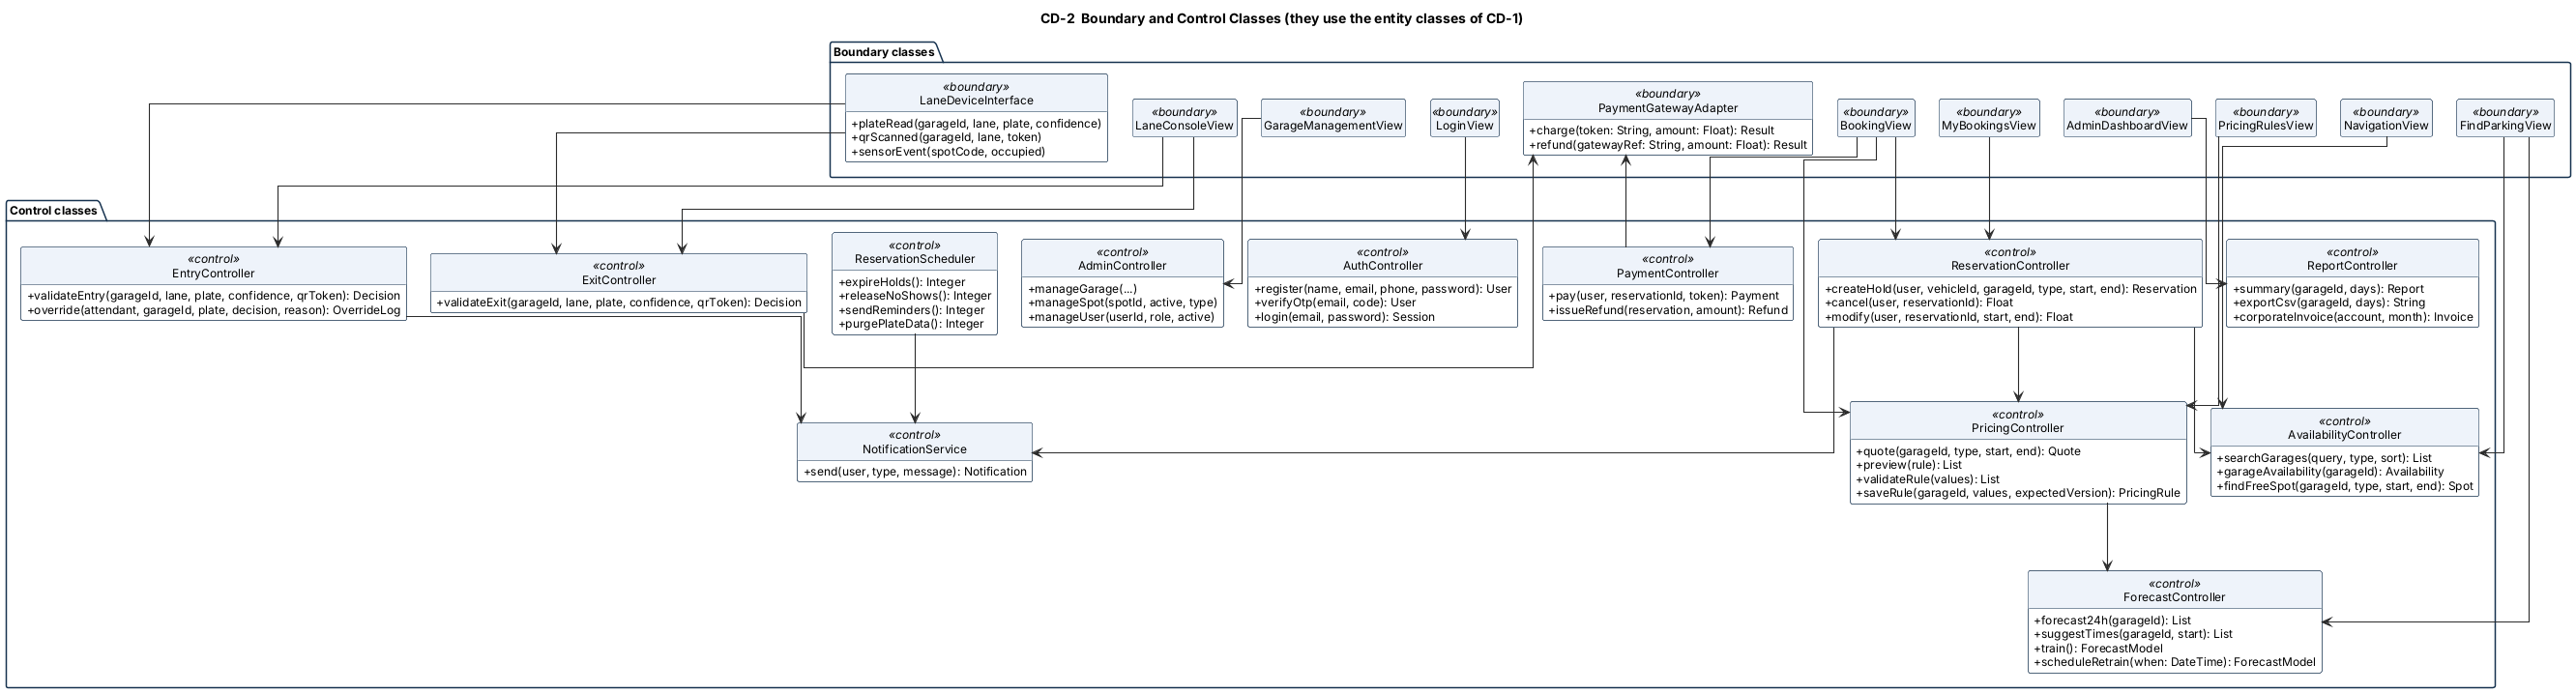 CD-2 Boundary and Control Classes (they use the entity classes of CD-1)
Boundary classes
«boundary»
LaneDeviceInterface
+plateRead(garageId, lane, plate, confidence)
+qrScanned(garageId, lane, token)
+sensorEvent(spotCode, occupied)
«boundary»
LaneConsoleView
«boundary»
GarageManagementView
«boundary»
LoginView
«boundary»
PaymentGatewayAdapter
+charge(token: String, amount: Float): Result
+refund(gatewayRef: String, amount: Float): Result
«boundary»
BookingView
«boundary»
MyBookingsView
«boundary»
AdminDashboardView
«boundary»
PricingRulesView
«boundary»
NavigationView
«boundary»
FindParkingView
Control classes
«control»
EntryController
+validateEntry(garageId, lane, plate, confidence, qrToken): Decision
+override(attendant, garageId, plate, decision, reason): OverrideLog
«control»
ExitController
+validateExit(garageId, lane, plate, confidence, qrToken): Decision
«control»
ReservationScheduler
+expireHolds(): Integer
+releaseNoShows(): Integer
+sendReminders(): Integer
+purgePlateData(): Integer
«control»
AdminController
+manageGarage(...)
+manageSpot(spotId, active, type)
+manageUser(userId, role, active)
«control»
AuthController
+register(name, email, phone, password): User
+verifyOtp(email, code): User
+login(email, password): Session
«control»
PaymentController
+pay(user, reservationId, token): Payment
+issueRefund(reservation, amount): Refund
«control»
ReservationController
+createHold(user, vehicleId, garageId, type, start, end): Reservation
+cancel(user, reservationId): Float
+modify(user, reservationId, start, end): Float
«control»
ReportController
+summary(garageId, days): Report
+exportCsv(garageId, days): String
+corporateInvoice(account, month): Invoice
«control»
NotificationService
+send(user, type, message): Notification
«control»
PricingController
+quote(garageId, type, start, end): Quote
+preview(rule): List
+validateRule(values): List
+saveRule(garageId, values, expectedVersion): PricingRule
«control»
AvailabilityController
+searchGarages(query, type, sort): List
+garageAvailability(garageId): Availability
+findFreeSpot(garageId, type, start, end): Spot
«control»
ForecastController
+forecast24h(garageId): List
+suggestTimes(garageId, start): List
+train(): ForecastModel
+scheduleRetrain(when: DateTime): ForecastModel